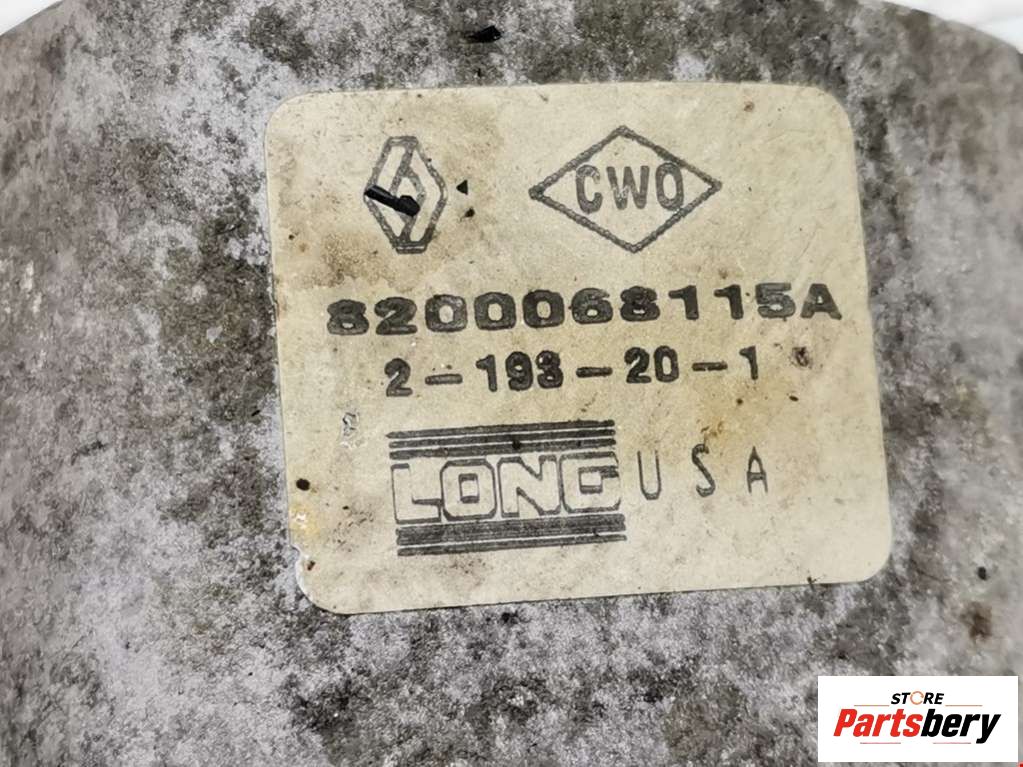 CWO
8200068115A
2-193-20-1
LONG USA
STORE
Partsbery